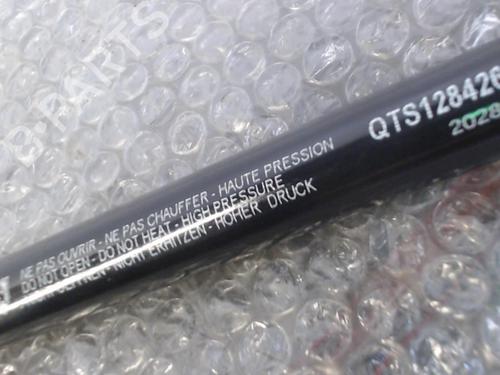 B-PARTS
QTS128426
2028
NE PAS OUVRIR - NE PAS CHAUFFER - HAUTE PRESSION
DO NOT OPEN - DO NOT HEAT - HIGH PRESSURE
NICHT ERHITZEN - HOHER DRUCK